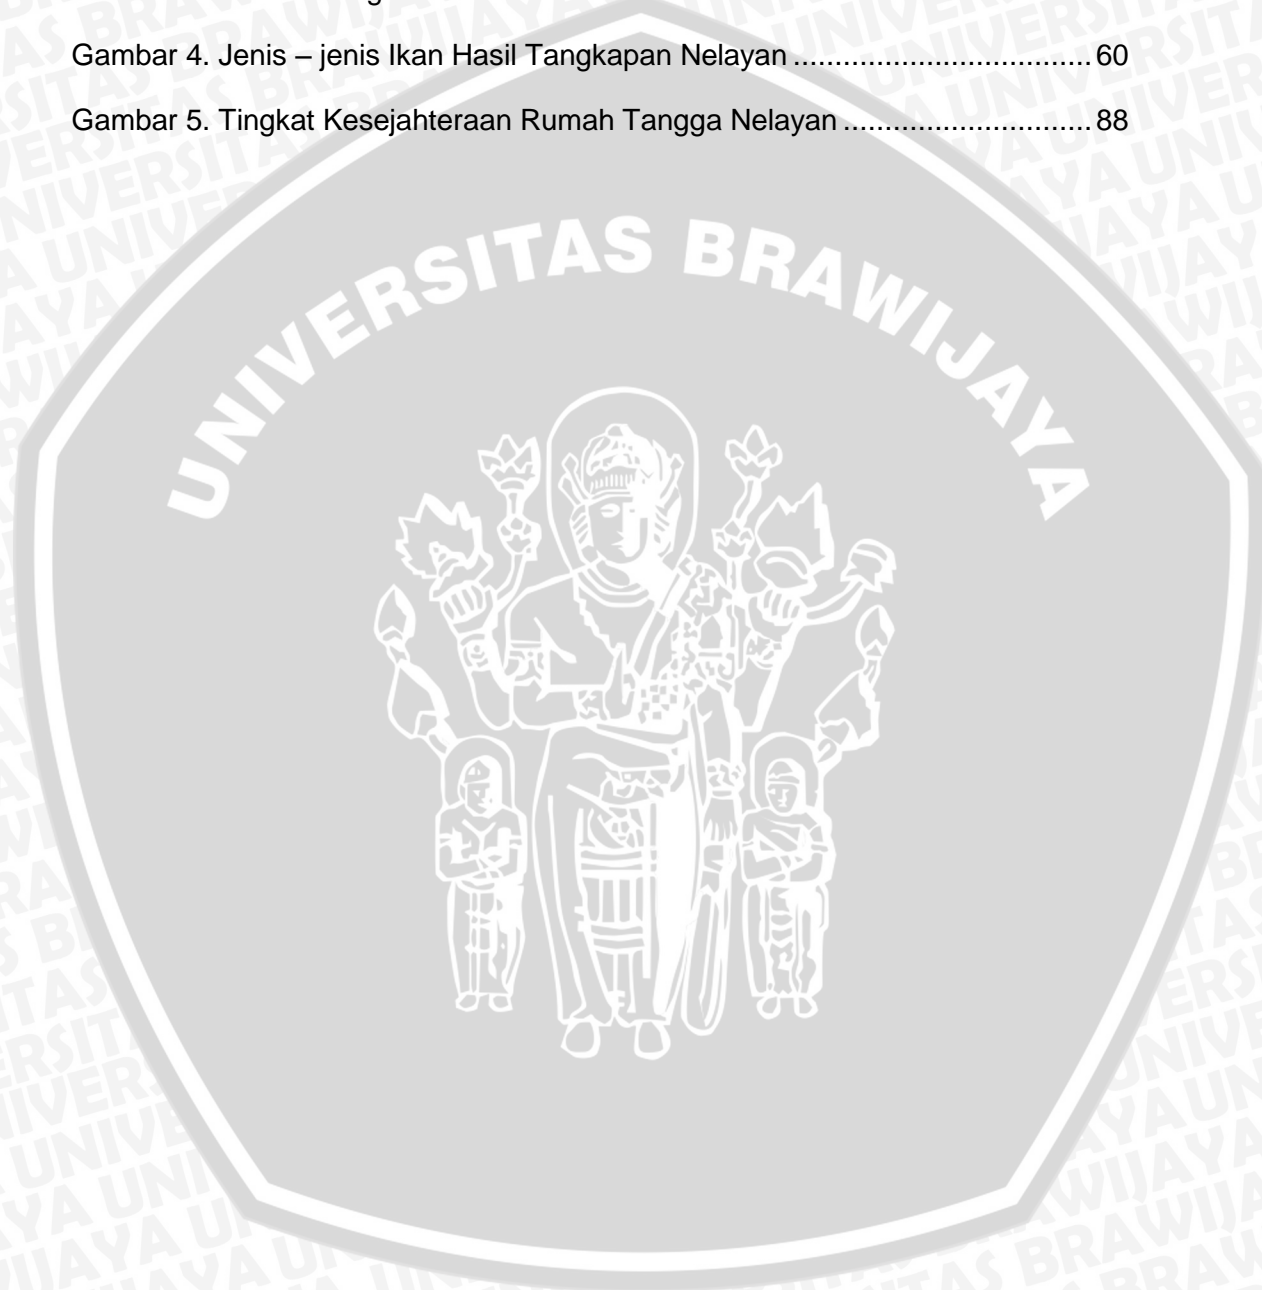 Gambar 4. Jenis – jenis Ikan Hasil Tangkapan Nelayan .................................... 60
Gambar 5. Tingkat Kesejahteraan Rumah Tangga Nelayan .............................. 88
UNIVERSITAS BRAWIJAYA